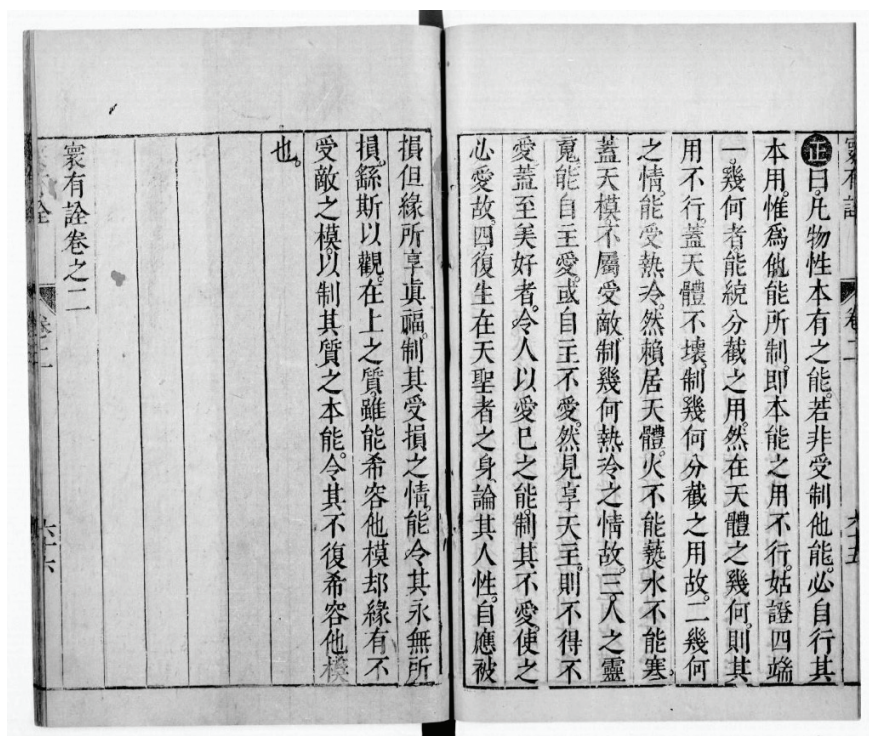 寰有詮
卷二
六十五
正曰。凡物性本有之能。若非受制他能。必自行其
本用。惟爲他能所制。即本能之用不行。姑證四端
一。幾何者。能統分截之用。然在天體之幾何。則其
用不行。蓋天體不壞。制幾何分截之用故。二幾何
之情。能受熱冷。然賴居天體。火不能爇。水不能寒。
蓋天模不屬受敵。制幾何熱冷之情故。三。人之靈
䰟。能自主愛。或自主不愛。然見享天主。則不得不
愛。蓋至美好者。令人以愛巳之能。制其不愛。使之
心愛故。四。復生在天聖者之身。論其人性。自應被
損。但緣所享眞福。制其受損之情。能令其永無所
損。繇斯以觀。在上之質。雖能希容他模。却緣有不
受敵之模。以制其質之本能。令其不復希容他模
也。
寰有詮卷之二
卷二
六十六